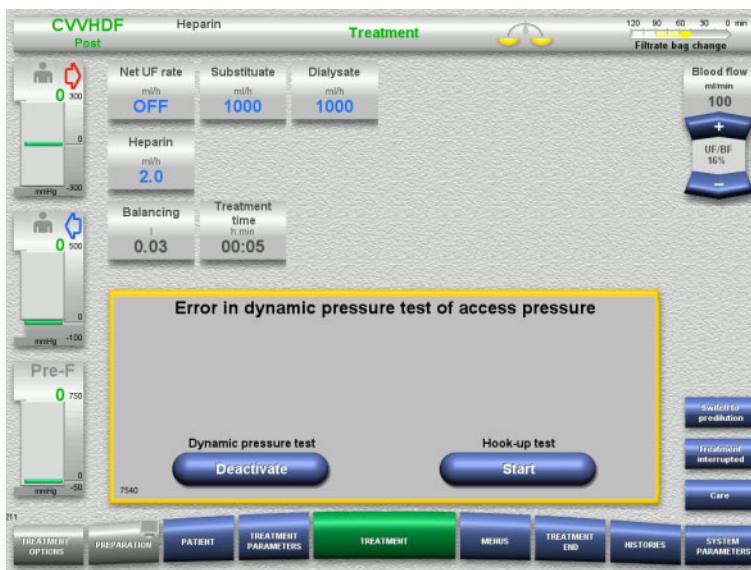 CVVHDF
Heparin
Post
Treatment
120 90 60 30 0 min
Filtrate bag change
0
300
0
-300
mmHg
Net UF rate
ml/h
OFF
Substituate
ml/h
1000
Dialysate
ml/h
1000
Blood flow
ml/min
100
+
UF/BF
16%
–
Heparin
ml/h
2.0
Balancing
l
0.03
Treatment
time
h:min
00:05
0
500
0
-100
mmHg
Error in dynamic pressure test of access pressure
Dynamic pressure test
Deactivate
Hook-up test
Start
7540
Pre-F
0
750
0
-50
mmHg
Switch to
predilution
Treatment
interrupted
Care
211
TREATMENT
OPTIONS
PREPARATION
PATIENT
TREATMENT
PARAMETERS
TREATMENT
MENUS
TREATMENT
END
HISTORIES
SYSTEM
PARAMETERS